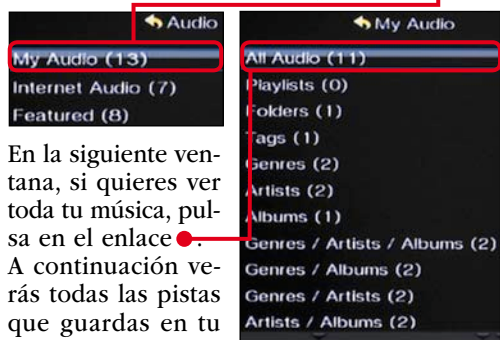 Audio
My Audio (13)
Internet Audio (7)
Featured (8)
En la siguiente ven-
tana, si quieres ver
toda tu música, pul-
sa en el enlace .
A continuación ve-
rás todas las pistas
que guardas en tu
My Audio
All Audio (11)
Playlists (0)
Folders (1)
Tags (1)
Genres (2)
Artists (2)
Albums (1)
Genres / Artists / Albums (2)
Genres / Albums (2)
Genres / Artists (2)
Artists / Albums (2)